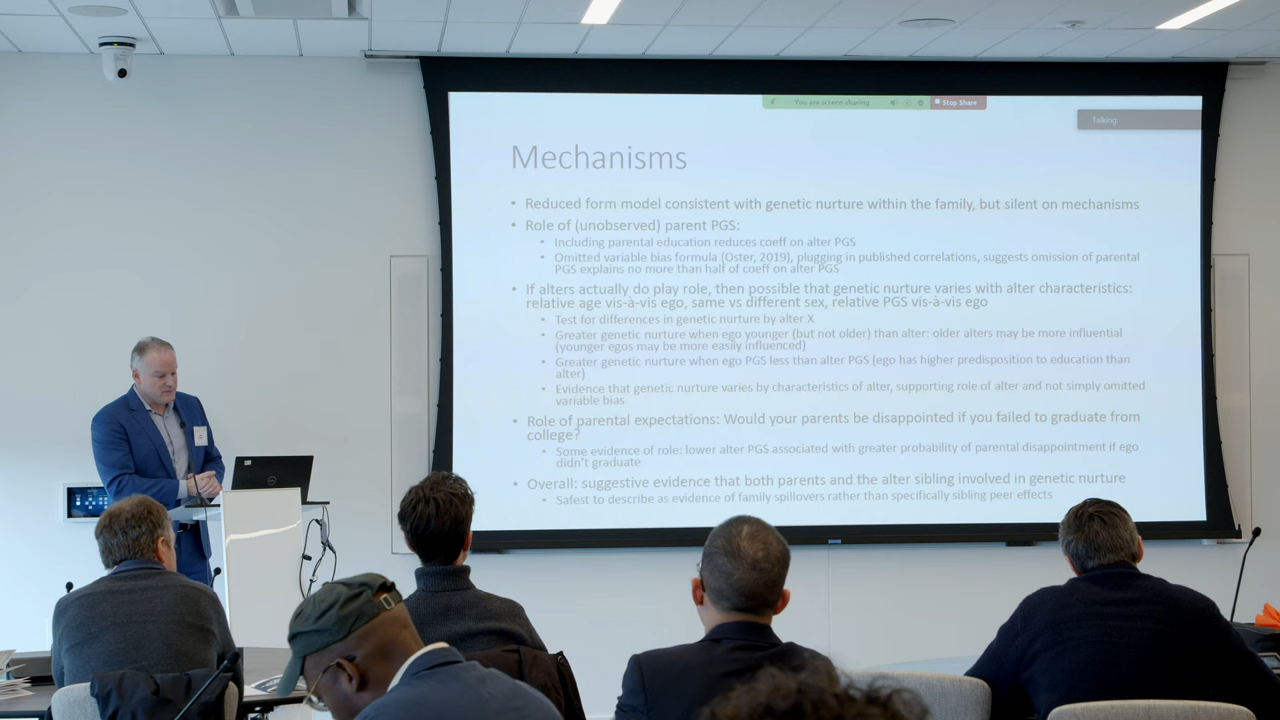 You are screen sharing
Stop Share
Talking:
Mechanisms
• Reduced form model consistent with genetic nurture within the family, but silent on mechanisms
• Role of (unobserved) parent PGS:
• Including parental education reduces coeff on alter PGS
• Omitted variable bias formula (Oster, 2019), plugging in published correlations, suggests omission of parental
PGS explains no more than half of coeff on alter PGS
• If alters actually do play role, then possible that genetic nurture varies with alter characteristics:
relative age vis-à-vis ego, same vs different sex, relative PGS vis-à-vis ego
• Test for differences in genetic nurture by alter X
• Greater genetic nurture when ego younger (but not older) than alter: older alters may be more influential
(younger egos may be more easily influenced)
• Greater genetic nurture when ego PGS less than alter PGS (ego has higher predisposition to education than
alter)
• Evidence that genetic nurture varies by characteristics of alter, supporting role of alter and not simply omitted
variable bias
• Role of parental expectations: Would your parents be disappointed if you failed to graduate from
college?
• Some evidence of role: lower alter PGS associated with greater probability of parental disappointment if ego
didn't graduate
• Overall: suggestive evidence that both parents and the alter sibling involved in genetic nurture
• Safest to describe as evidence of family spillovers rather than specifically sibling peer effects